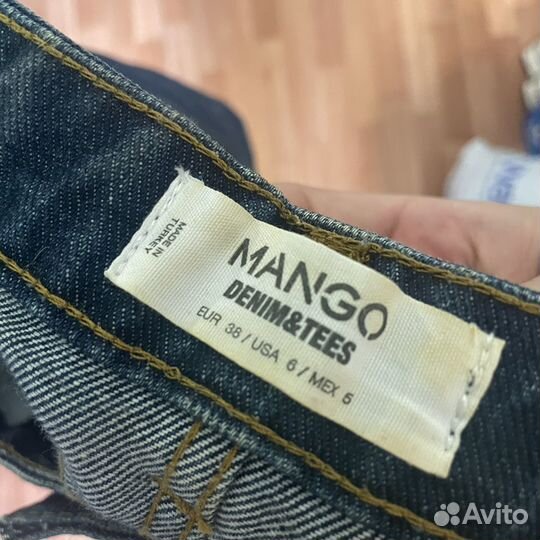 MADE IN
TURKEY
MANGO
DENIM&TEES
EUR 38 / USA 6 / MEX 5
Avito